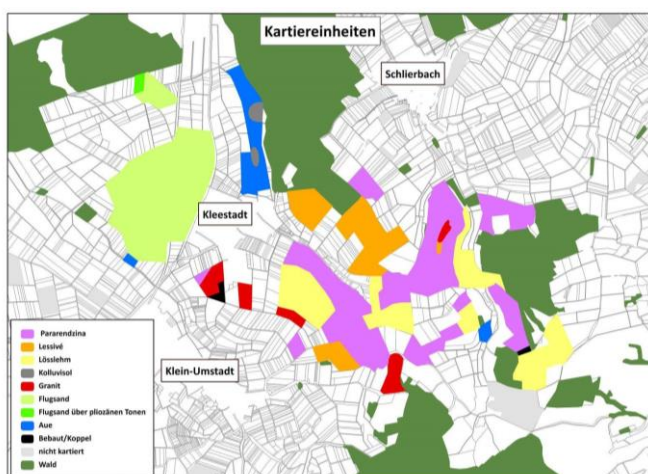 Kartiereinheiten
Schlierbach
Kleestadt
Klein-Umstadt
Pararendzina
Lessivé
Lösslehm
Kolluvisol
Granit
Flugsand
Flugsand über pliozänen Tonen
Aue
Bebaut/Koppel
nicht kartiert
Wald